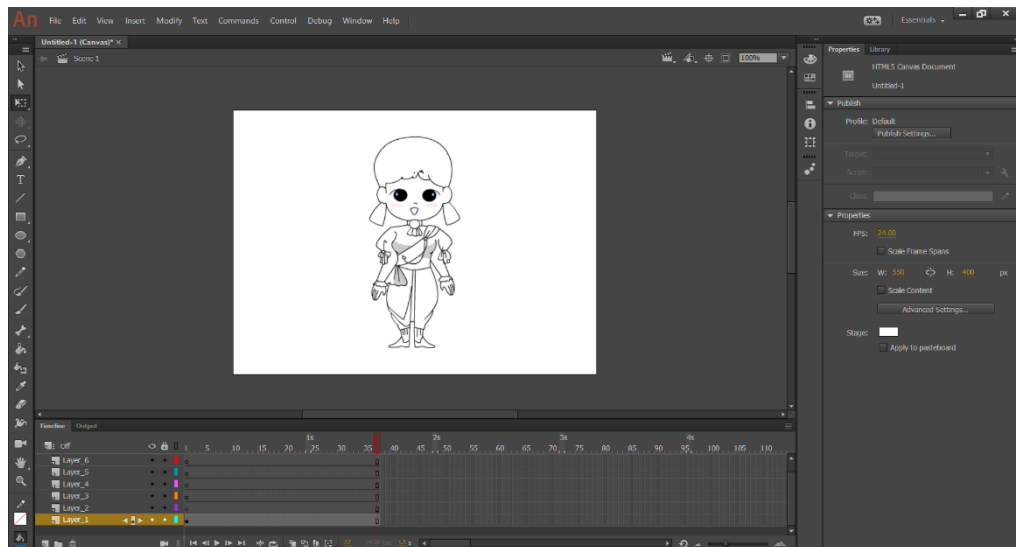 An File Edit View Insert Modify Text Commands Control Debug Window Help Essentials
Untitled-1 (Canvas)* ×
Scene 1
100%
Properties Library
HTML5 Canvas Document
Untitled-1
Publish
Profile: Default
Publish Settings...
Target:
Script:
Class:
Properties
FPS: 24.00
Scale Frame Spans
Size: W: 550 H: 400 px
Scale Content
Advanced Settings...
Stage:
Apply to pasteboard
Timeline Output
1s 2s 3s 4s
Off 1 5 10 15 20 25 30 35 40 45 50 55 60 65 70 75 80 85 90 95 100 105 110
Layer_6
Layer_5
Layer_4
Layer_3
Layer_2
Layer_1